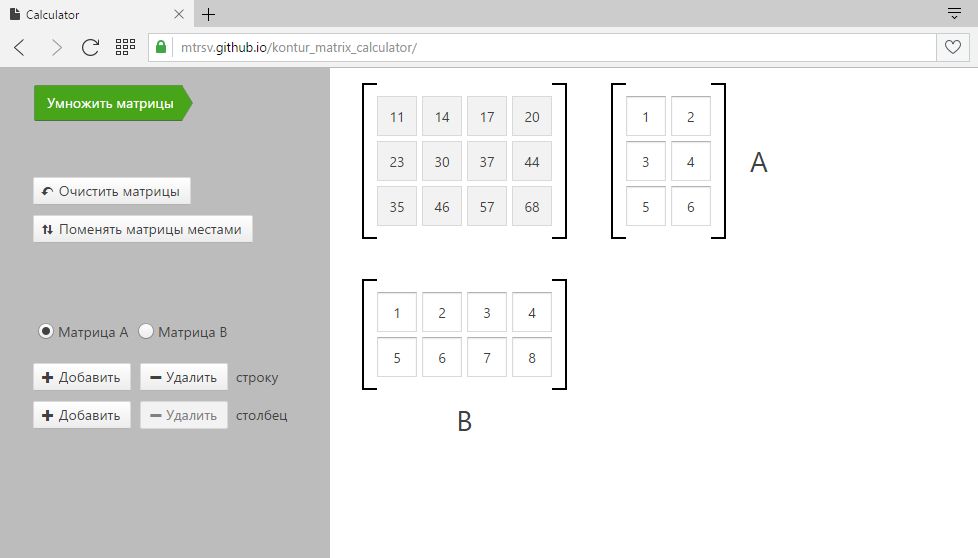 Calculator
mtrsv.github.io/kontur_matrix_calculator/
Умножить матрицы
Очистить матрицы
Поменять матрицы местами
Матрица A Матрица B
Добавить Удалить строку
Добавить Удалить столбец
11 14 17 20
23 30 37 44
35 46 57 68
1 2
3 4
5 6
A
1 2 3 4
5 6 7 8
B